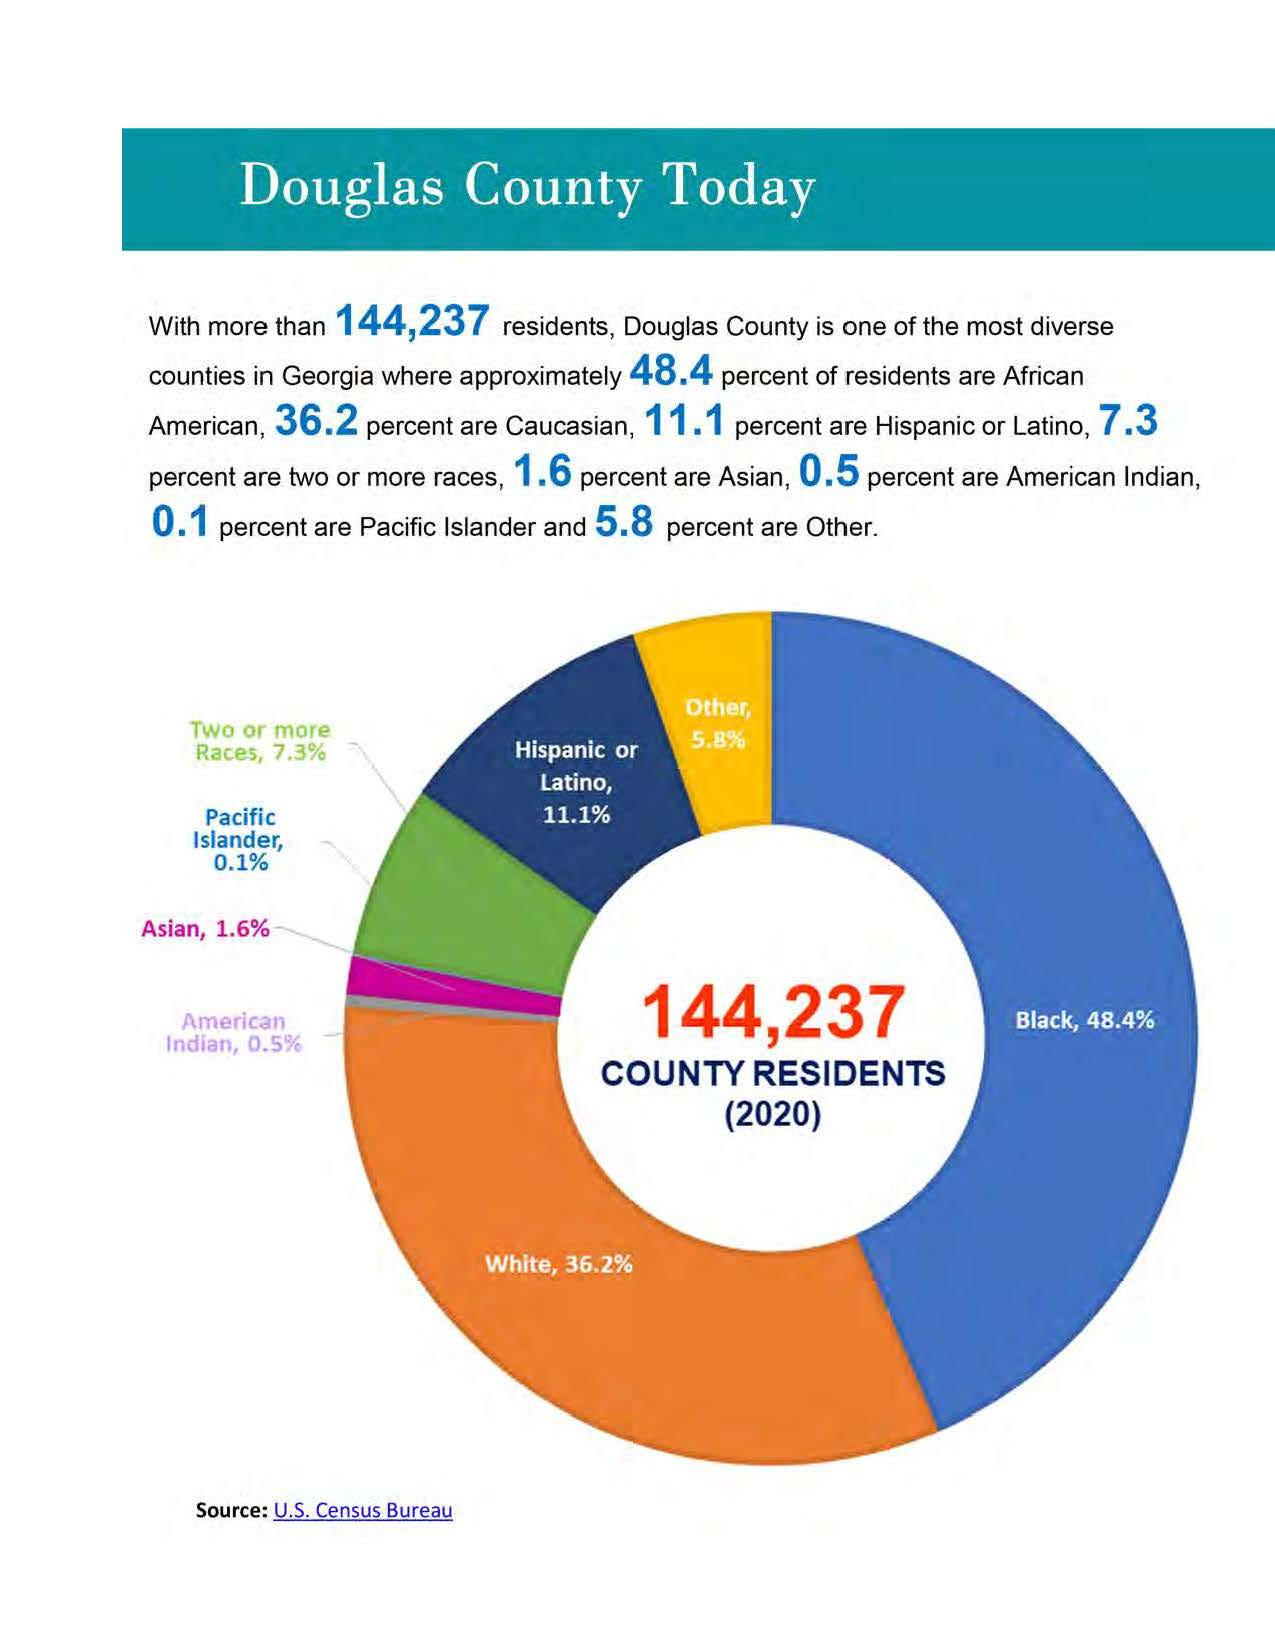 Douglas County Today
With more than 144,237 residents, Douglas County is one of the most diverse
counties in Georgia where approximately 48.4 percent of residents are African
American, 36.2 percent are Caucasian, 11.1 percent are Hispanic or Latino, 7.3
percent are two or more races, 1.6 percent are Asian, 0.5 percent are American Indian,
0.1 percent are Pacific Islander and 5.8 percent are Other.
Other,
5.8%
Two or more
Races, 7.3%
Hispanic or
Latino,
11.1%
Pacific
Islander,
0.1%
Asian, 1.6%
American
Indian, 0.5%
144,237
COUNTY RESIDENTS
(2020)
Black, 48.4%
White, 36.2%
Source: U.S. Census Bureau